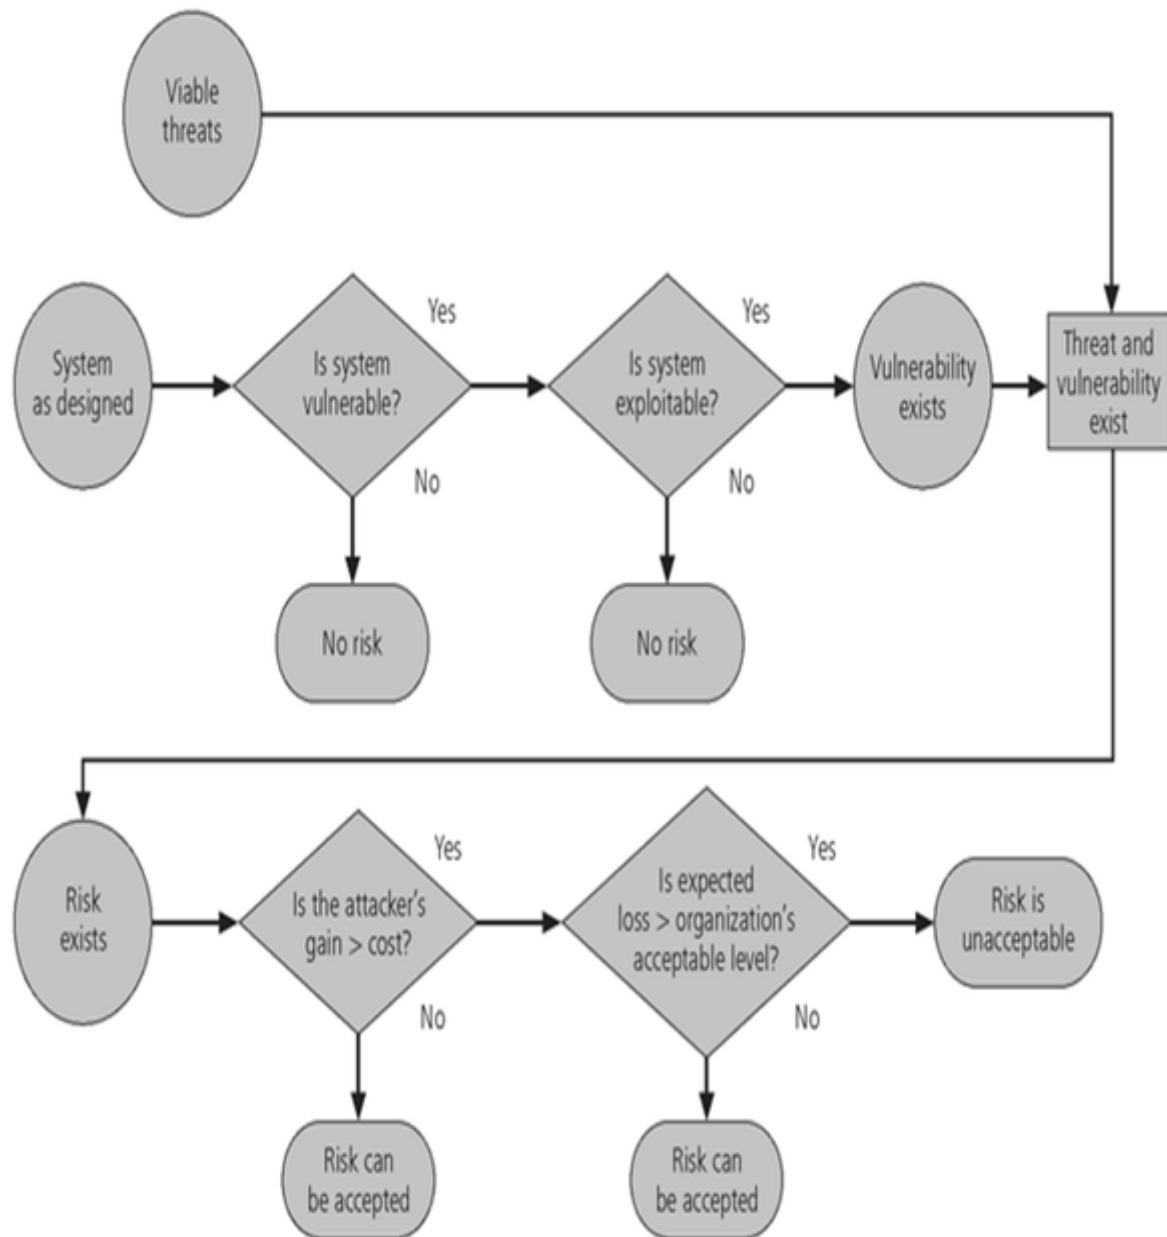 Viable
threats
System
as designed
Is system
vulnerable?
Yes
No
No risk
Is system
exploitable?
Yes
No
No risk
Vulnerability
exists
Threat and
vulnerability
exist
Risk
exists
Is the attacker's
gain > cost?
Yes
No
Risk can
be accepted
Is expected
loss > organization's
acceptable level?
Yes
No
Risk can
be accepted
Risk is
unacceptable